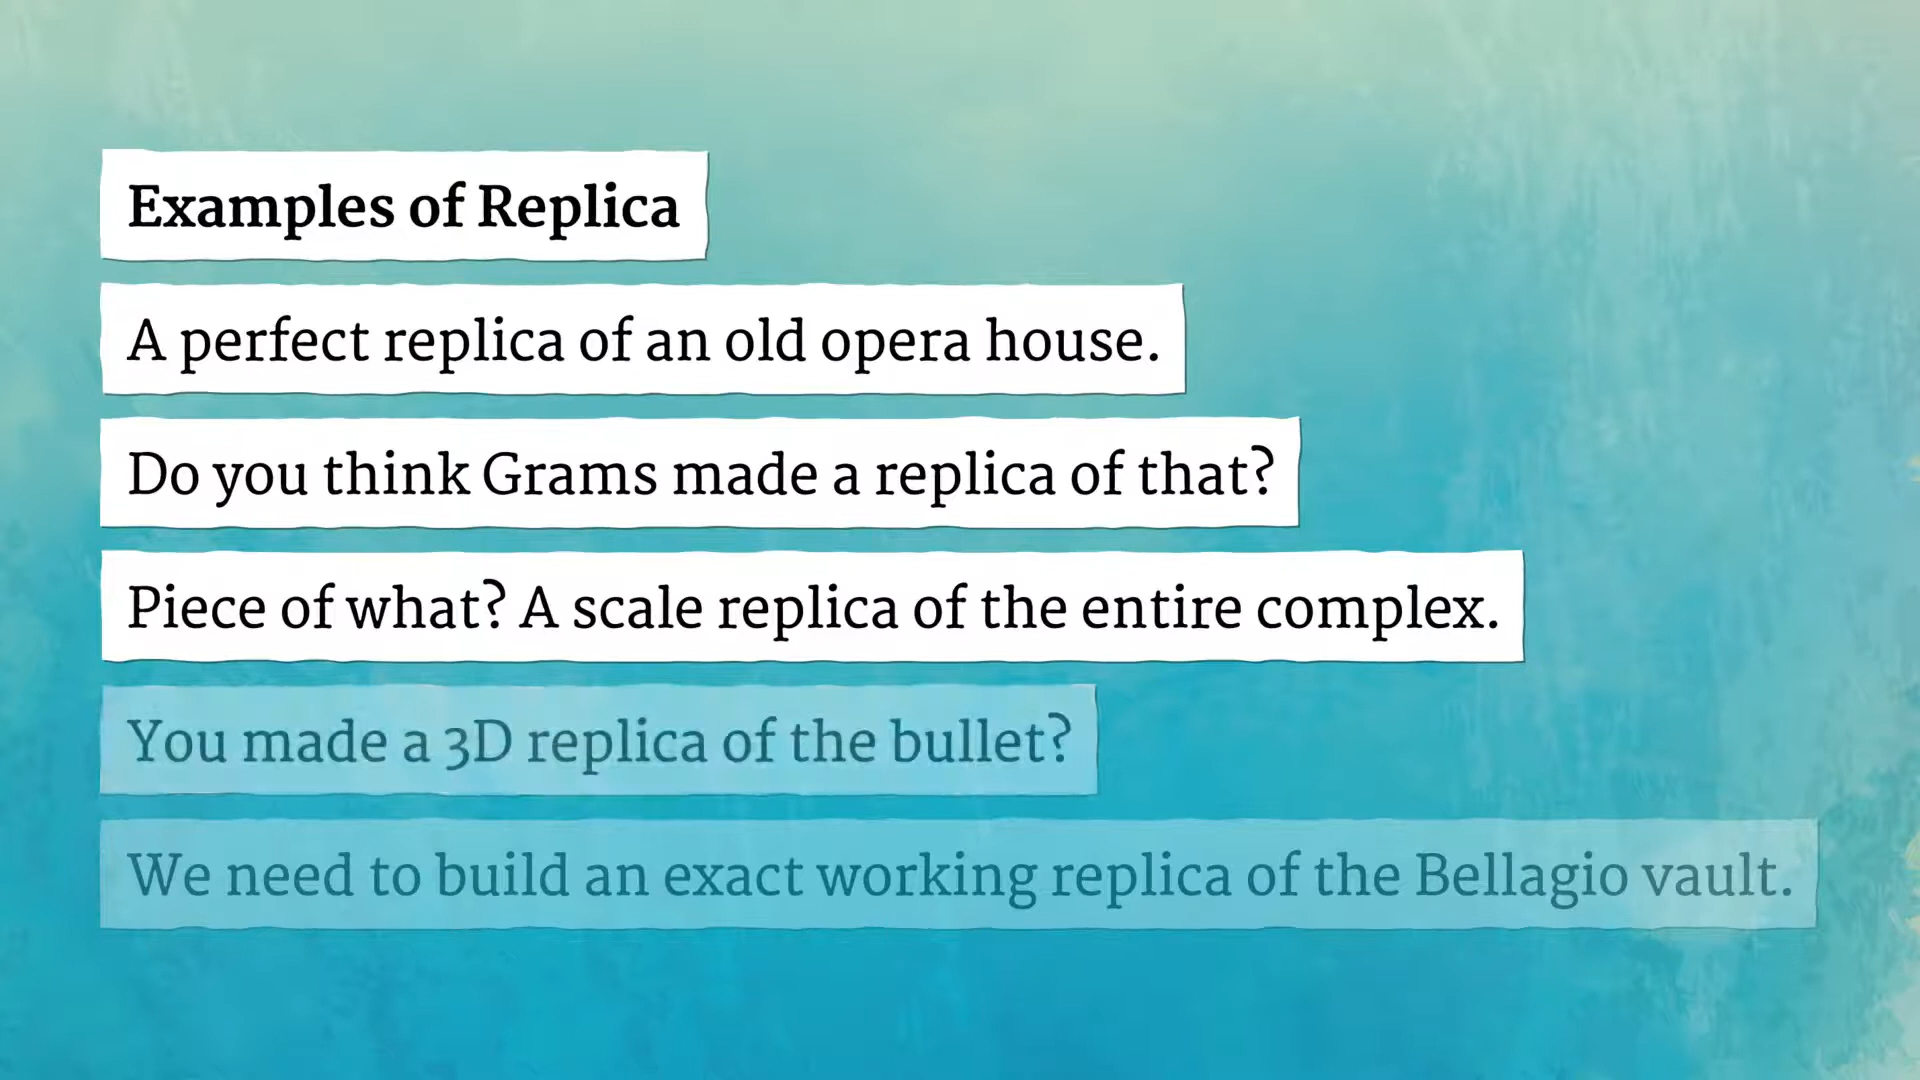 Examples of Replica
A perfect replica of an old opera house.
Do you think Grams made a replica of that?
Piece of what? A scale replica of the entire complex.
You made a 3D replica of the bullet?
We need to build an exact working replica of the Bellagio vault.